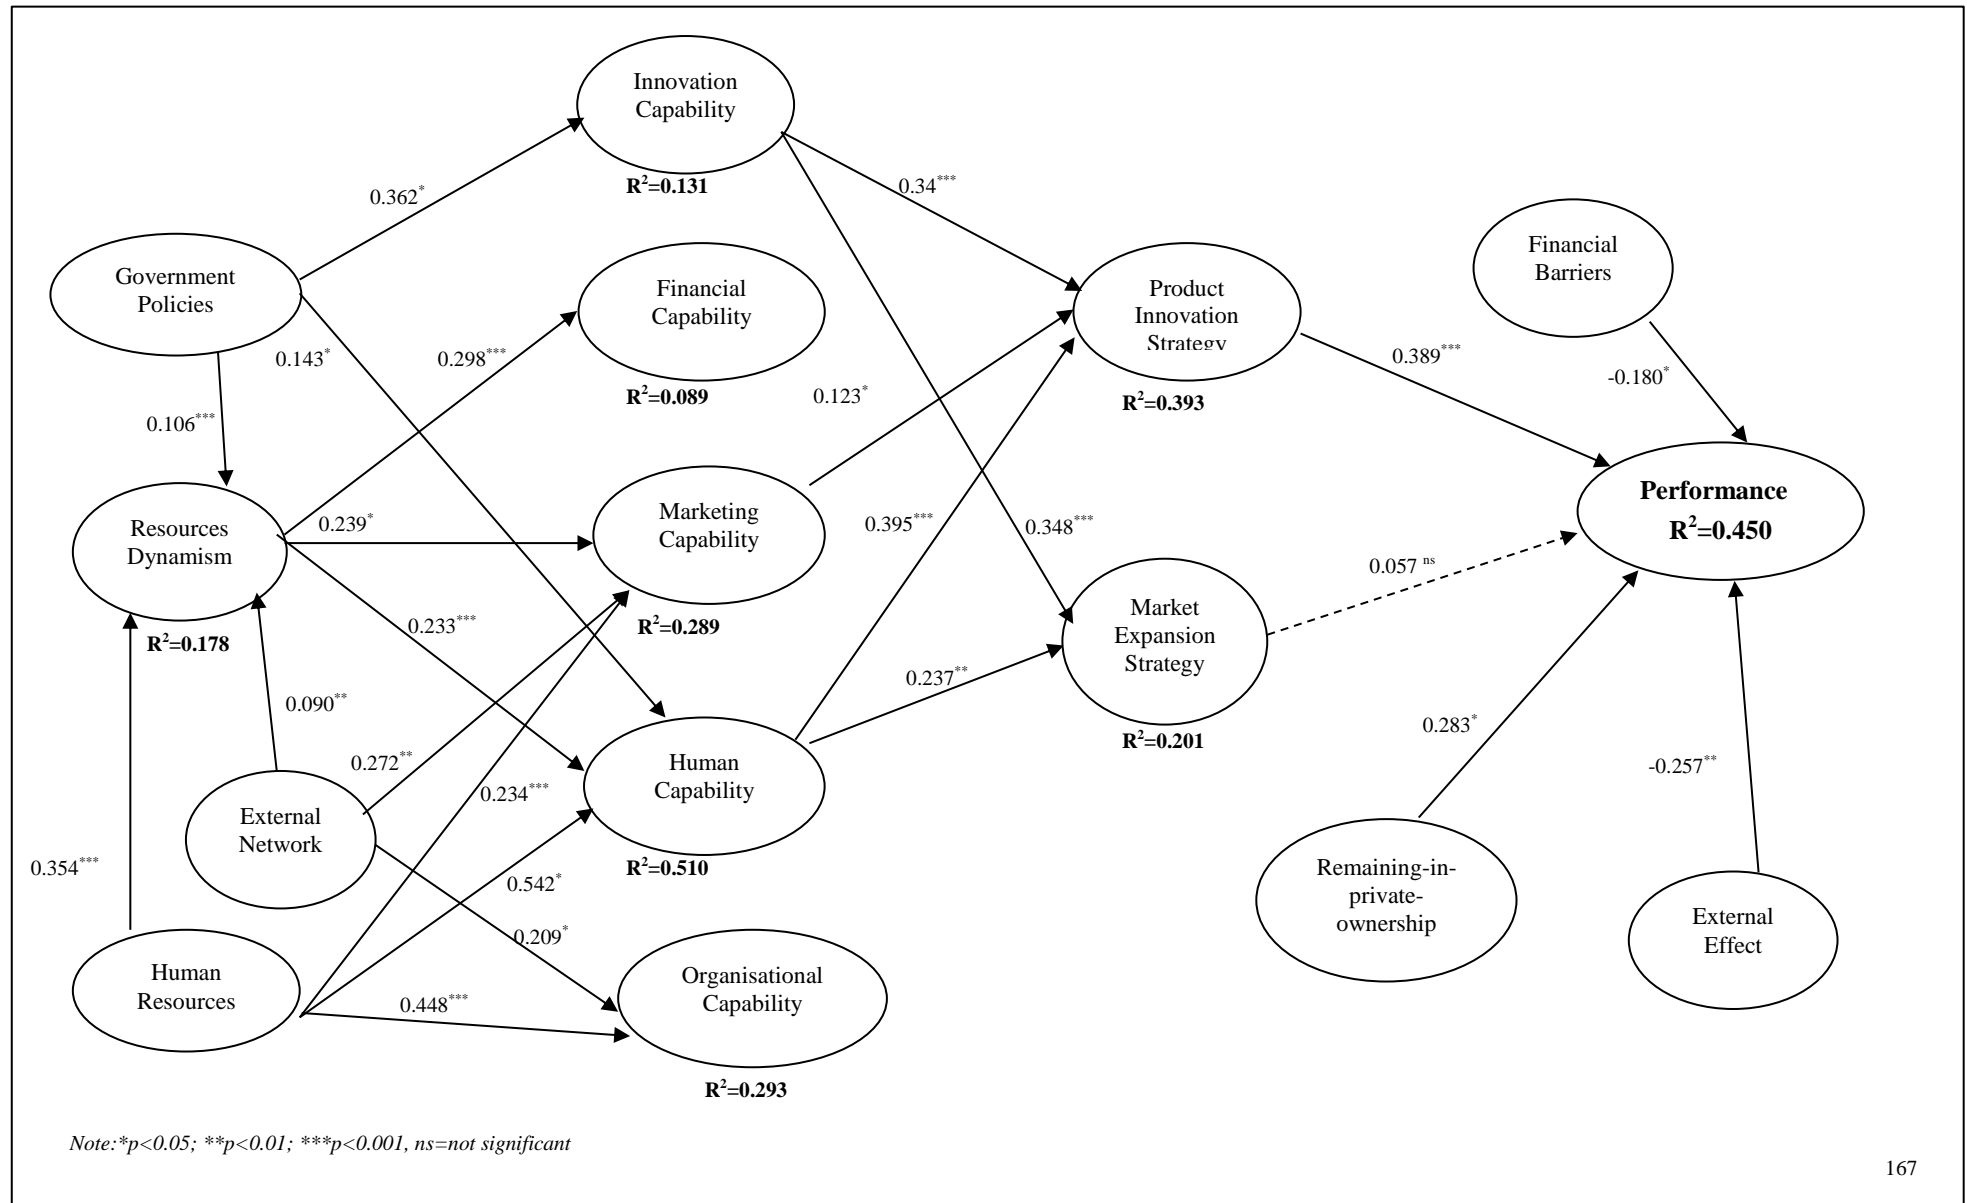 Innovation
Capability
R²=0.131
0.362*
0.34***
Government
Policies
Financial
Capability
R²=0.089
Product
Innovation
Strategy
R²=0.393
Financial
Barriers
0.143*
0.298***
0.123*
0.389***
-0.180*
0.106***
Resources
Dynamism
R²=0.178
0.239*
Marketing
Capability
R²=0.289
0.395***
0.348***
Performance
R²=0.450
0.057 ns
0.233***
Market
Expansion
Strategy
R²=0.201
0.237**
0.090**
0.272**
0.234***
Human
Capability
R²=0.510
0.283*
-0.257**
External
Network
0.354***
0.542*
0.209*
Remaining-in-
private-
ownership
External
Effect
Human
Resources
0.448***
Organisational
Capability
R²=0.293
Note:*p<0.05; **p<0.01; ***p<0.001, ns=not significant
167